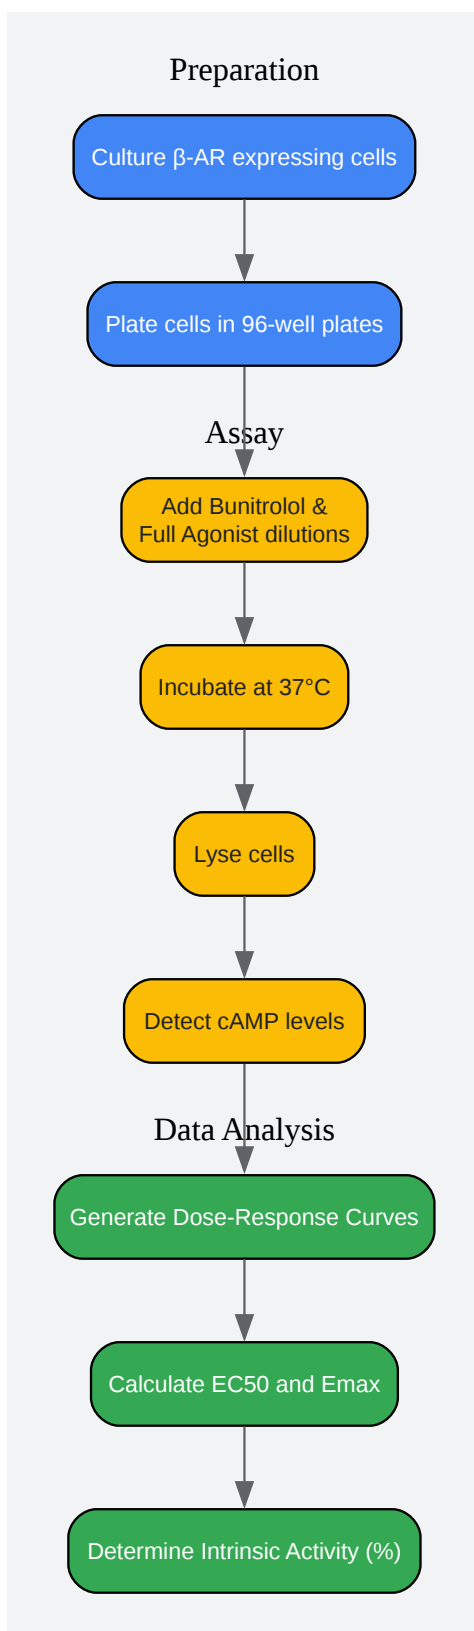 Preparation
Culture β-AR expressing cells
Plate cells in 96-well plates
Assay
Add Bunitrolol &
Full Agonist dilutions
Incubate at 37°C
Lyse cells
Detect cAMP levels
Data Analysis
Generate Dose-Response Curves
Calculate EC50 and Emax
Determine Intrinsic Activity (%)